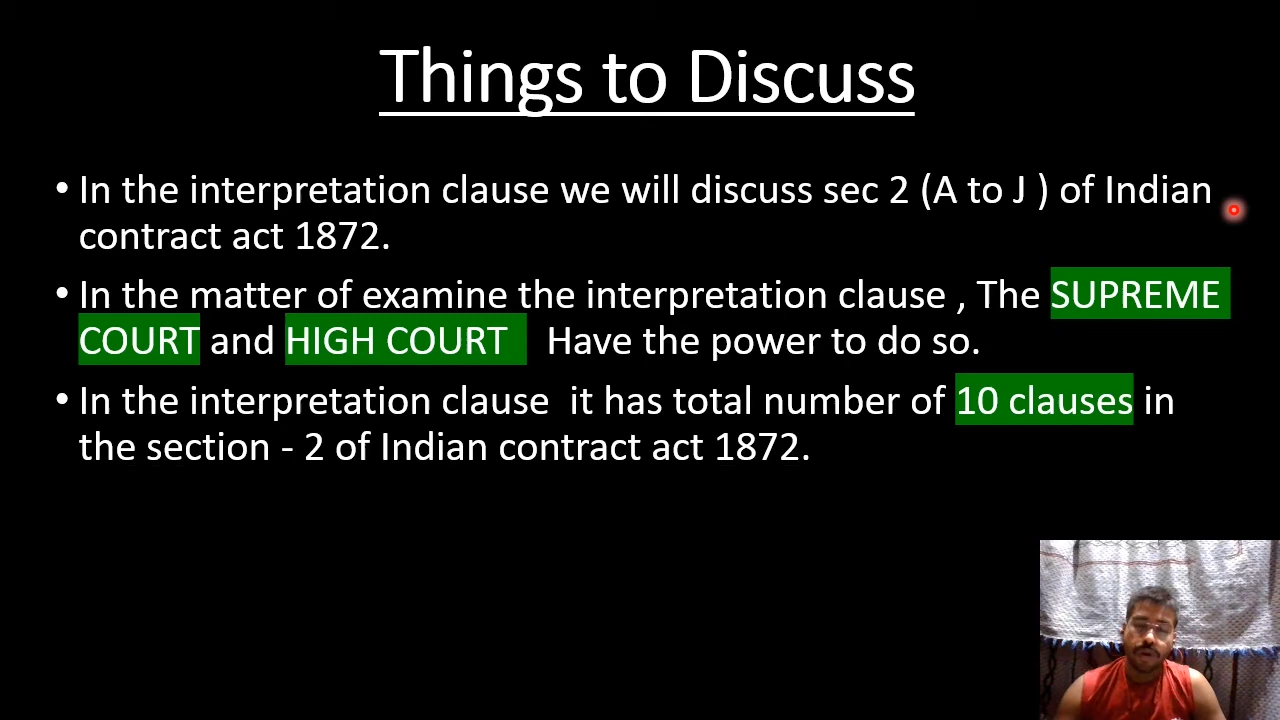 Things to Discuss
• In the interpretation clause we will discuss sec 2 (A to J ) of Indian
contract act 1872.
• In the matter of examine the interpretation clause , The SUPREME
COURT and HIGH COURT Have the power to do so.
• In the interpretation clause it has total number of 10 clauses in
the section - 2 of Indian contract act 1872.